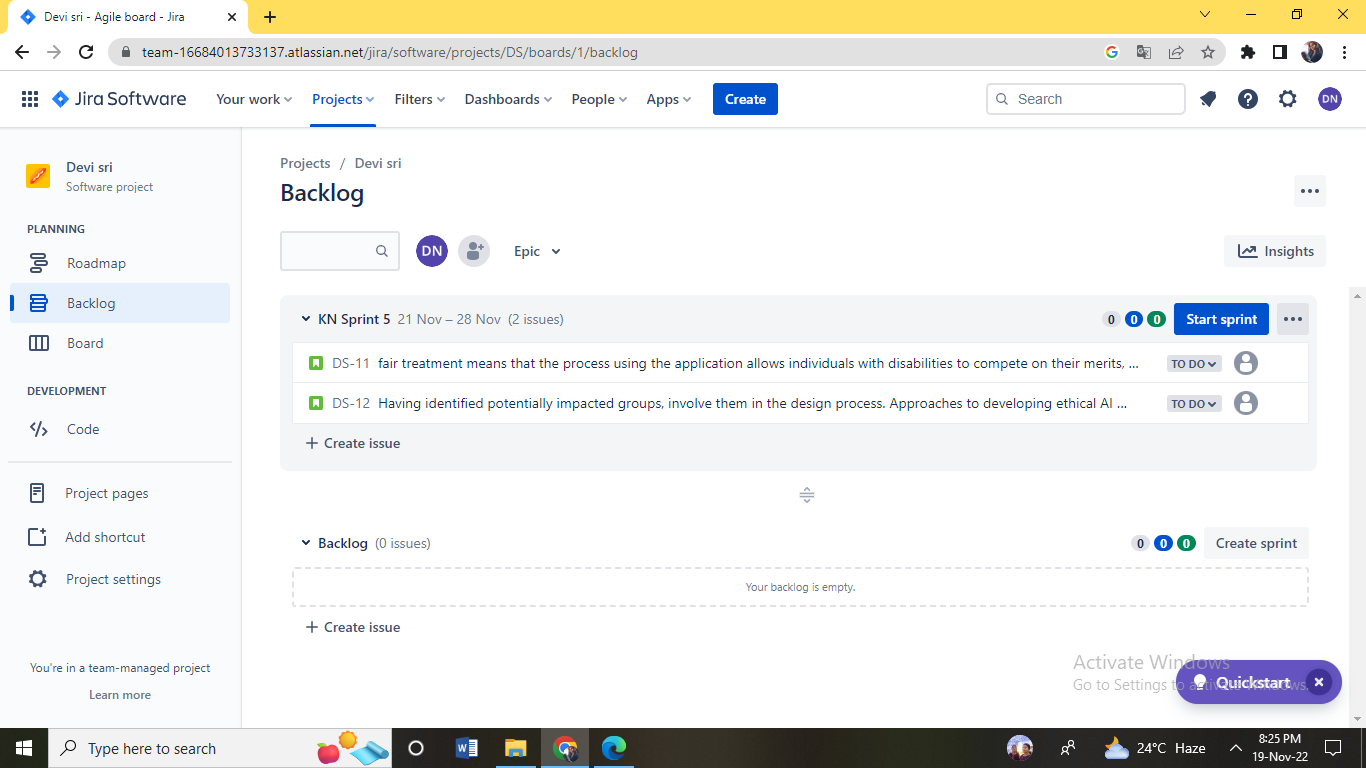 Devi sri - Agile board - Jira
team-16684013733137.atlassian.net/jira/software/projects/DS/boards/1/backlog
Jira Software Your work Projects Filters Dashboards People Apps Create Search DN
Devi sri
Software project
PLANNING
Roadmap
Backlog
Board
DEVELOPMENT
Code
Project pages
Add shortcut
Project settings
You're in a team-managed project
Learn more
Projects / Devi sri
Backlog
DN Epic Insights
KN Sprint 5 21 Nov – 28 Nov (2 issues) 0 0 0 Start sprint
DS-11 fair treatment means that the process using the application allows individuals with disabilities to compete on their merits, ... TO DO
DS-12 Having identified potentially impacted groups, involve them in the design process. Approaches to developing ethical AI ... TO DO
+ Create issue
Backlog (0 issues) 0 0 0 Create sprint
Your backlog is empty.
+ Create issue
Activate Windows
Go to Settings to activate Windows.
Quickstart
Type here to search
24°C Haze
8:25 PM
19-Nov-22